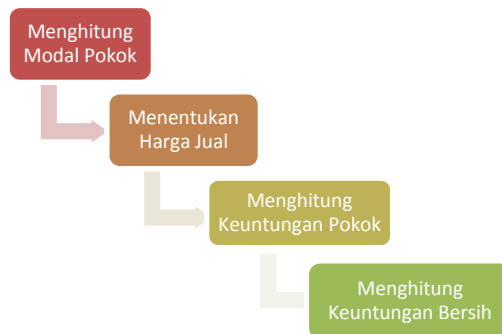 Menghitung
Modal Pokok
Menentukan
Harga Jual
Menghitung
Keuntungan Pokok
Menghitung
Keuntungan Bersih